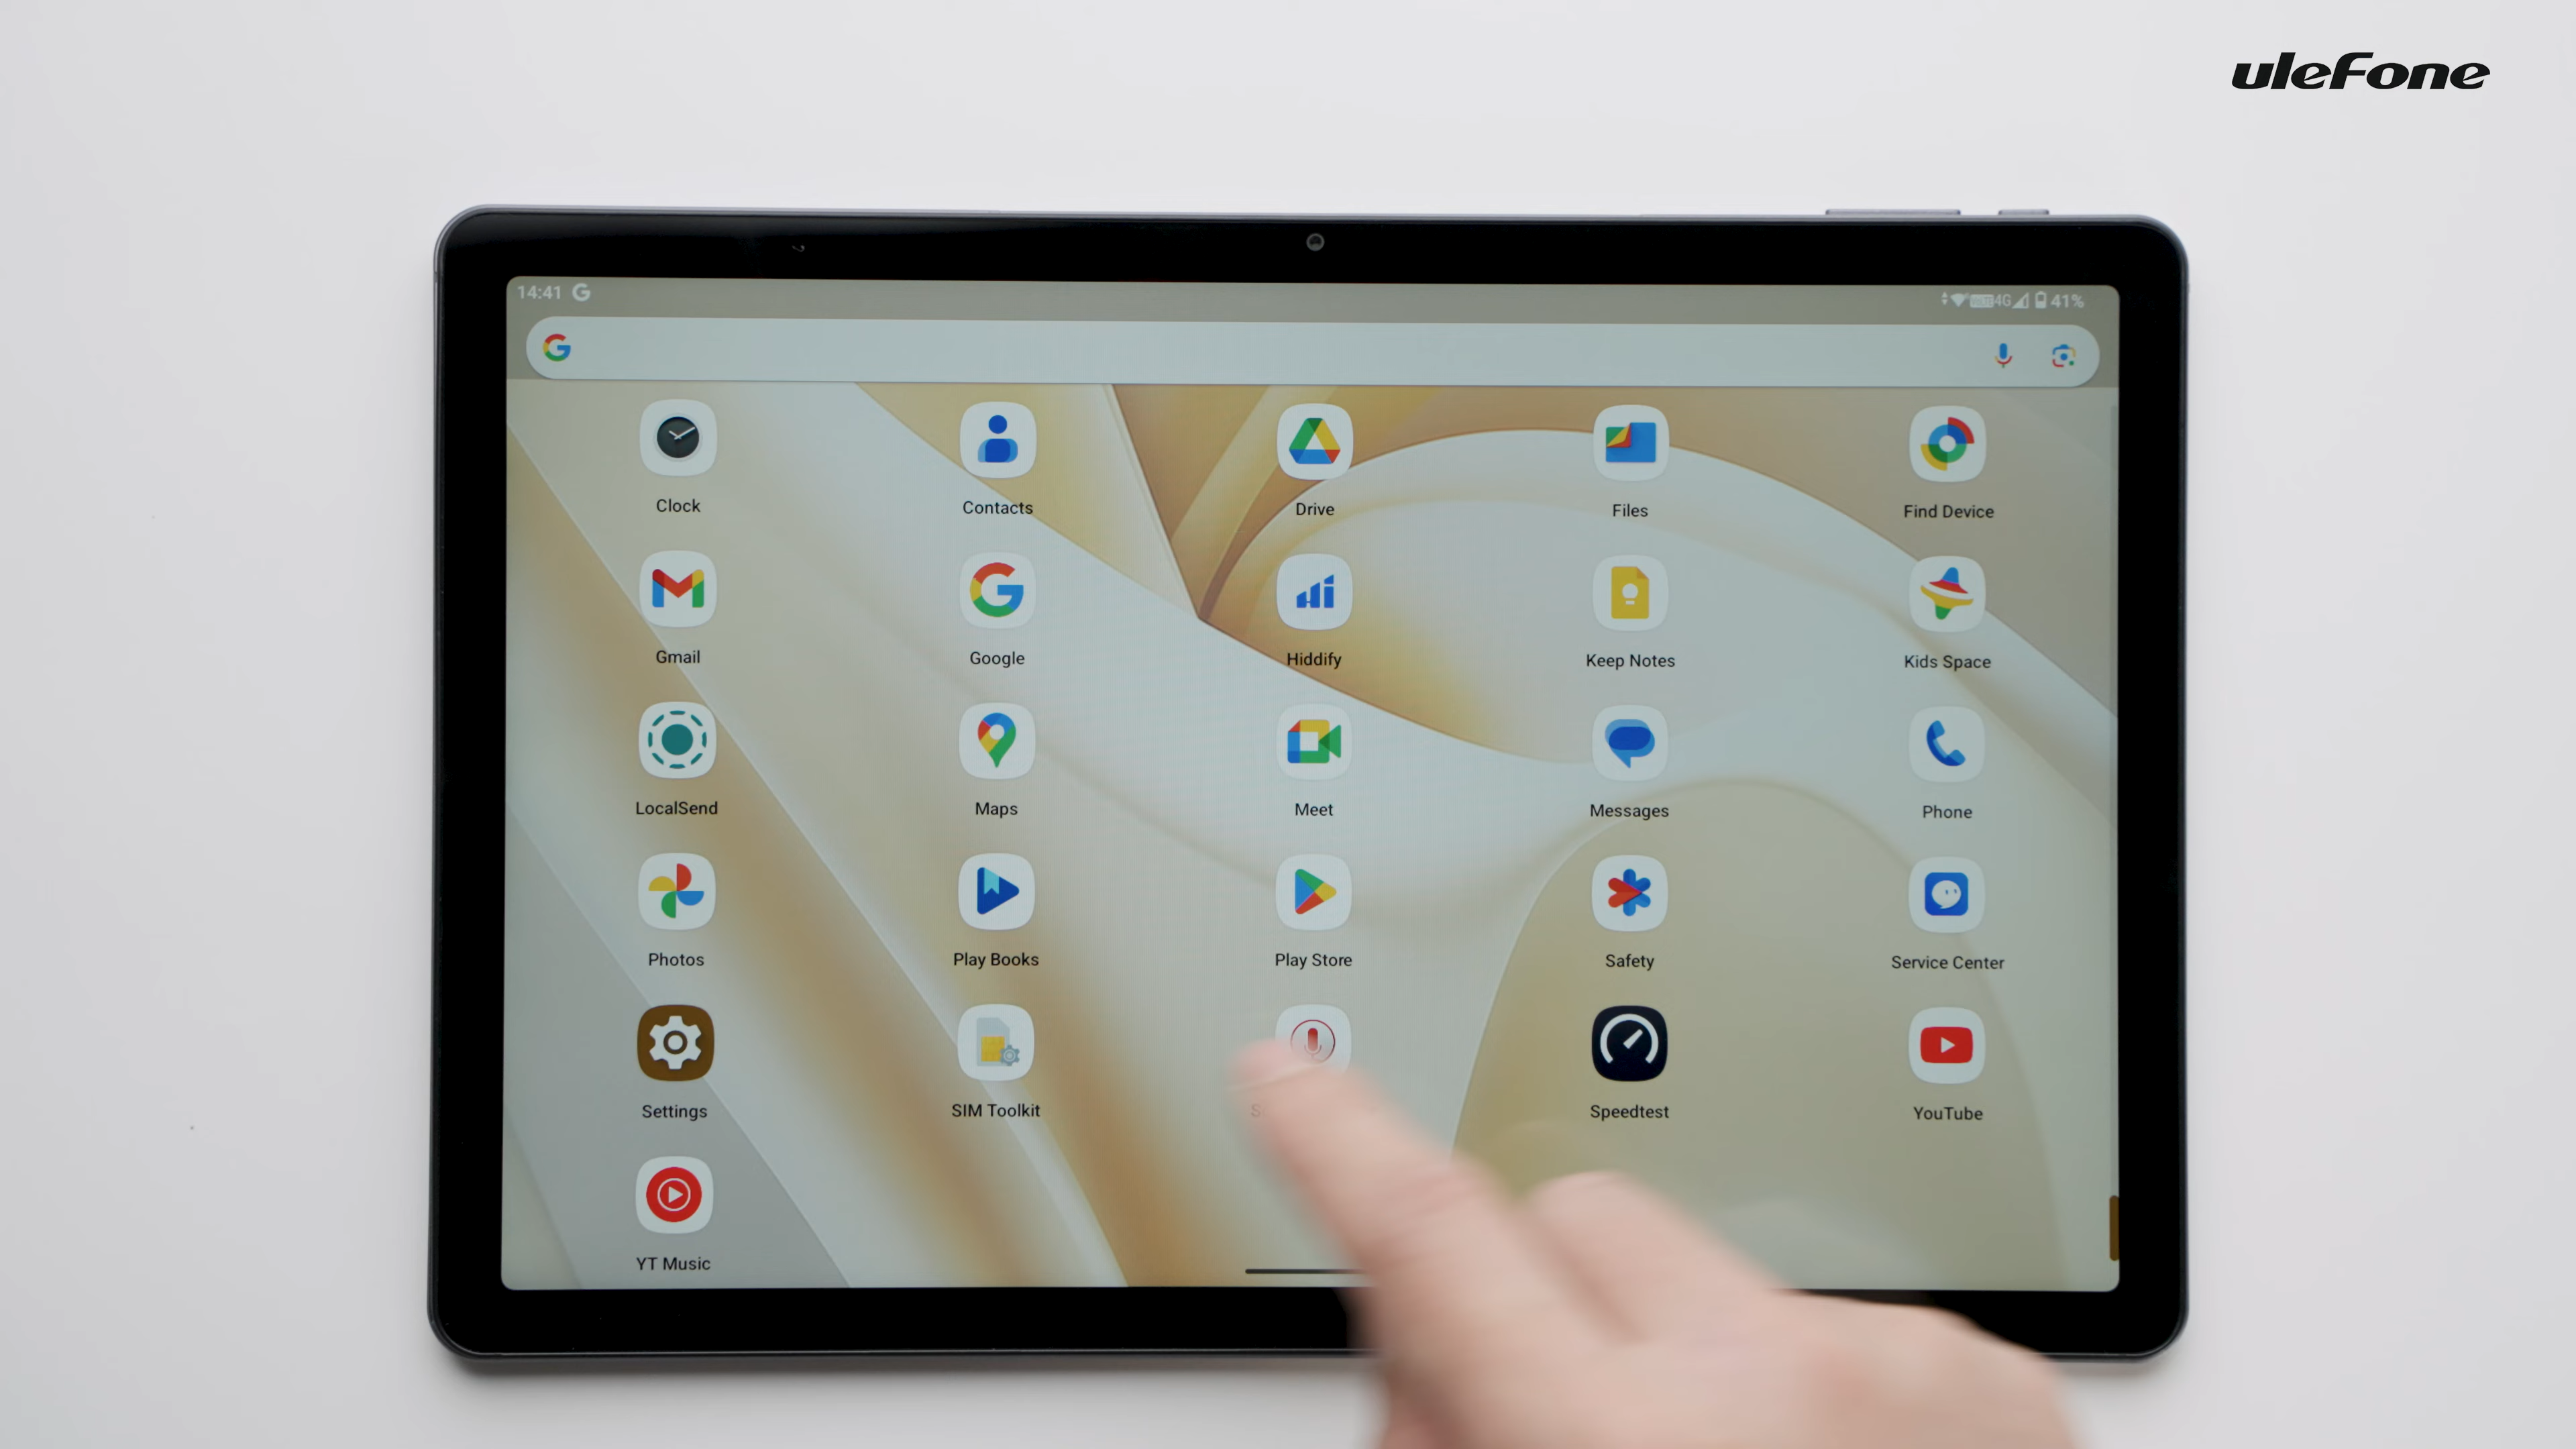 uleFone
14:41
4G 41%
Clock Contacts Drive Files Find Device
Gmail Google Hiddify Keep Notes Kids Space
LocalSend Maps Meet Messages Phone
Photos Play Books Play Store Safety Service Center
Settings SIM Toolkit Speedtest YouTube
YT Music